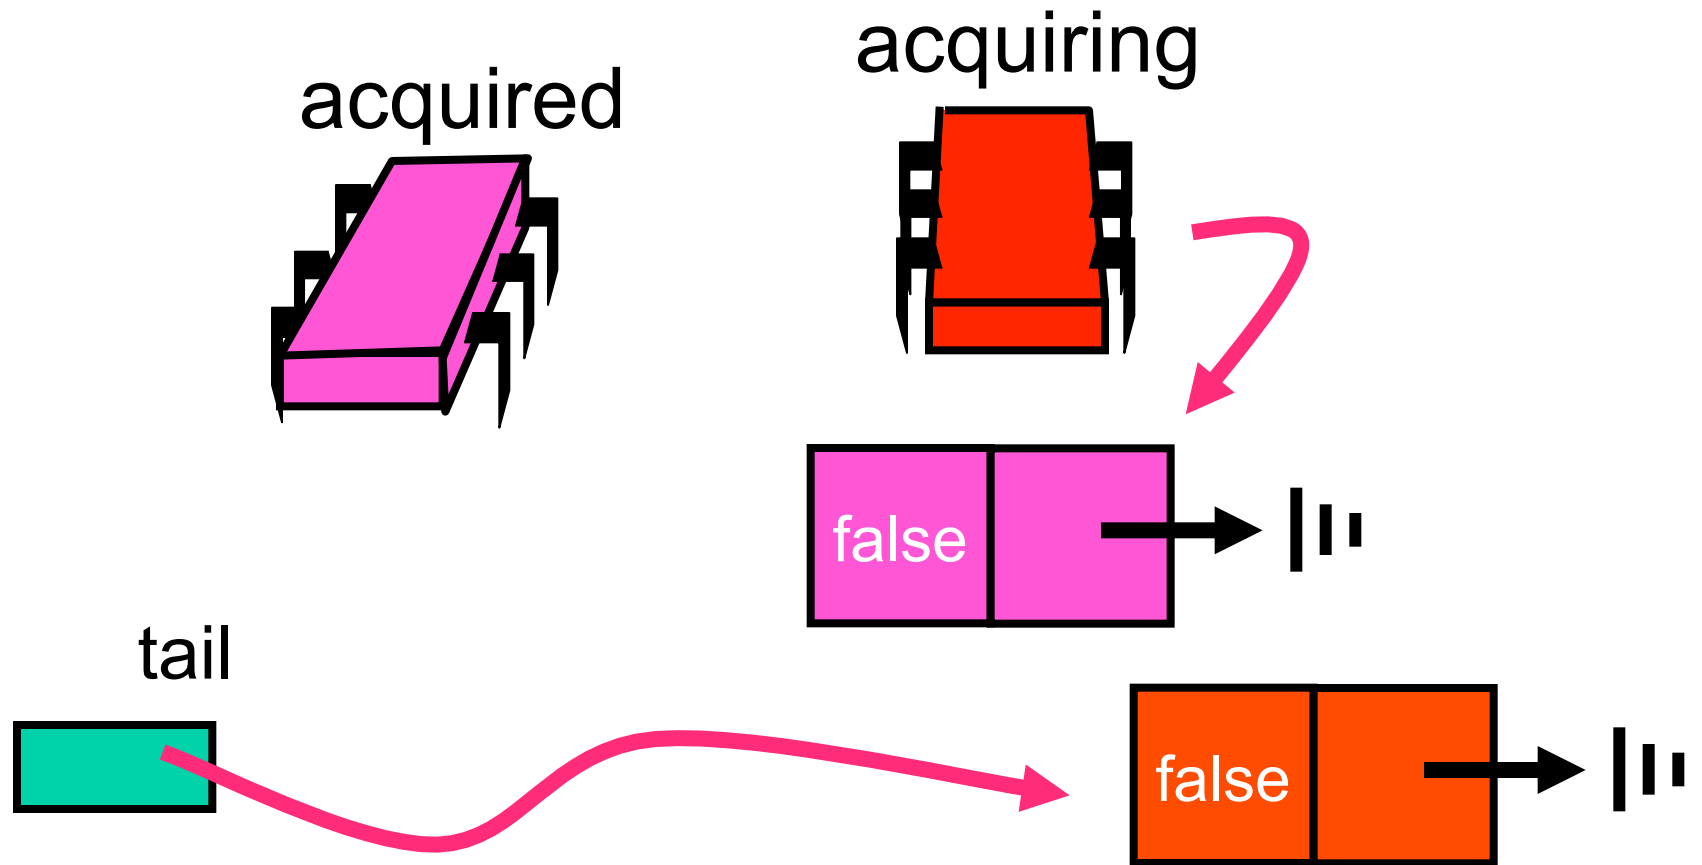 acquiring
acquired
false
tail
false